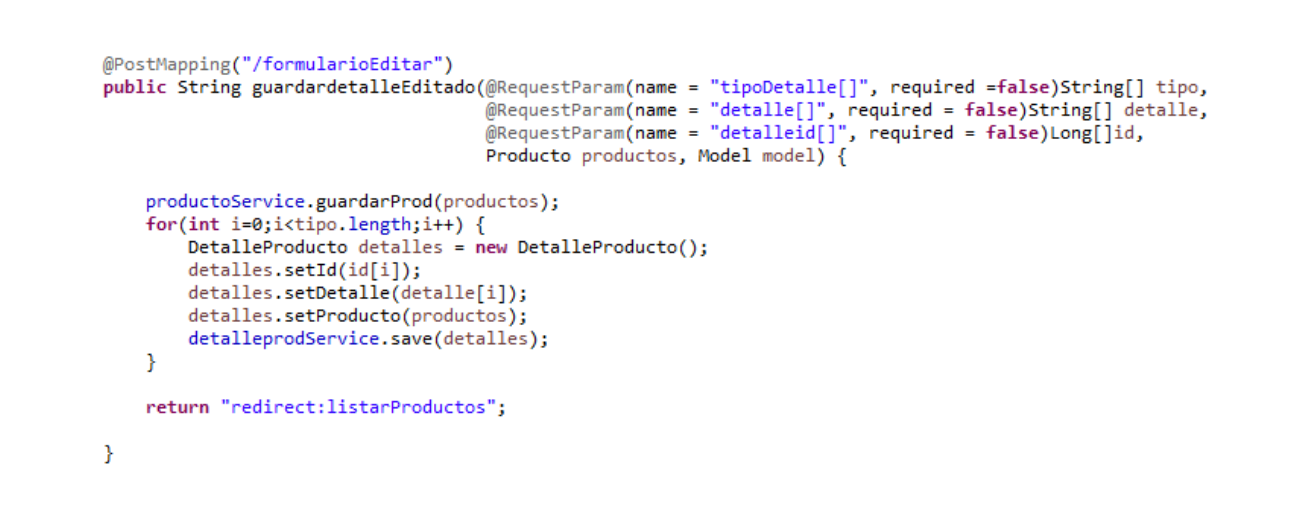 @PostMapping("/formularioEditar")
public String guardardetalleEditado(@RequestParam(name = "tipoDetalle[]", required =false)String[] tipo,
@RequestParam(name = "detalle[]", required = false)String[] detalle,
@RequestParam(name = "detalleid[]", required = false)Long[]id,
Producto productos, Model model) {
productoService.guardarProd(productos);
for(int i=0;i<tipo.length;i++) {
DetalleProducto detalles = new DetalleProducto();
detalles.setId(id[i]);
detalles.setDetalle(detalle[i]);
detalles.setProducto(productos);
detalleprodService.save(detalles);
}
return "redirect:listarProductos";
}